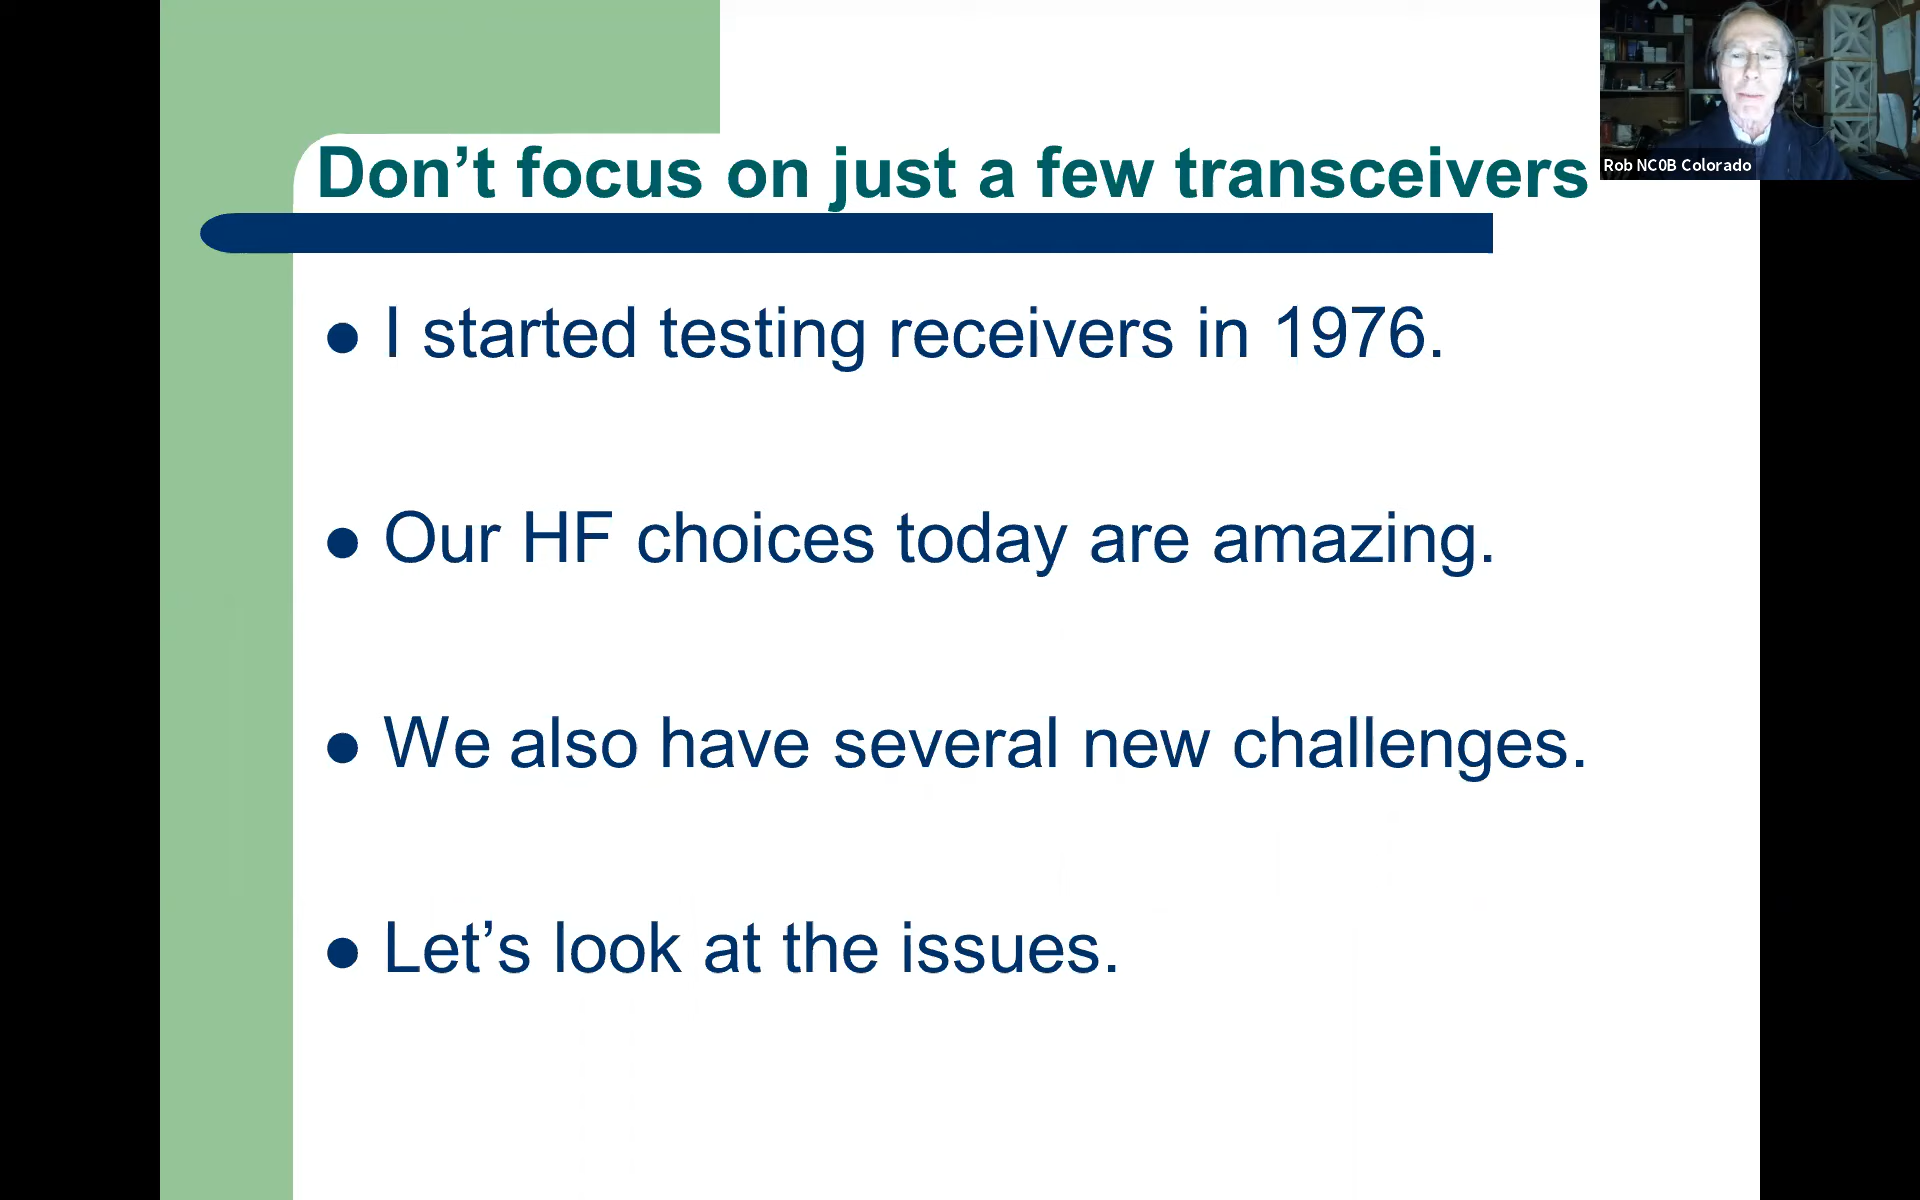 Don’t focus on just a few transceivers
Rob NC0B Colorado
● I started testing receivers in 1976.
● Our HF choices today are amazing.
● We also have several new challenges.
● Let’s look at the issues.